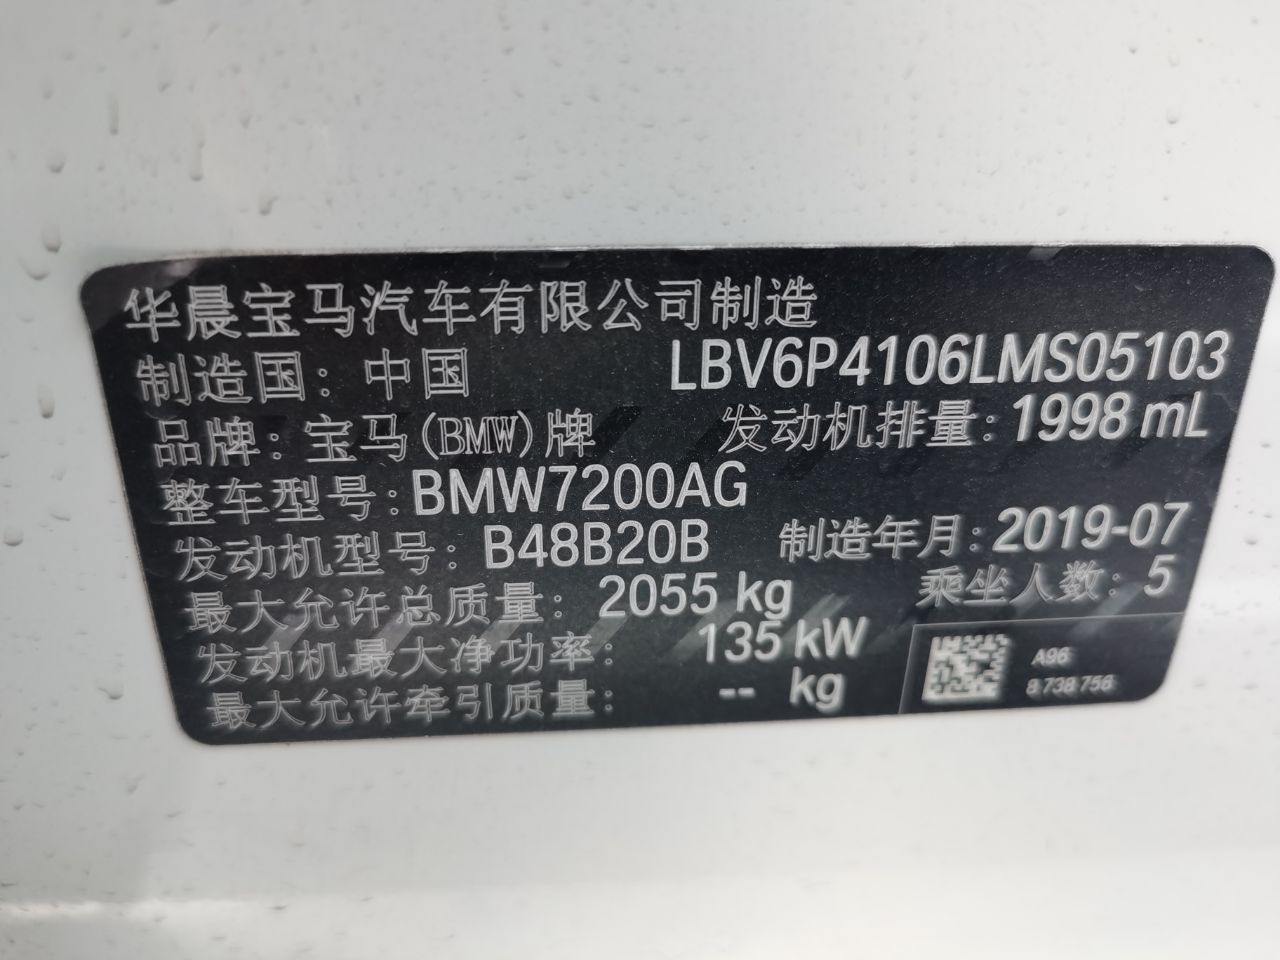 华晨宝马汽车有限公司制造
制造国: 中国 LBV6P4106LMS05103
品牌: 宝马(BMW)牌 发动机排量: 1998 mL
整车型号: BMW7200AG
发动机型号: B48B20B 制造年月: 2019-07
最大允许总质量: 2055 kg 乘坐人数: 5
发动机最大净功率: 135 kW
最大允许牵引质量: -- kg
A96
8 738 756